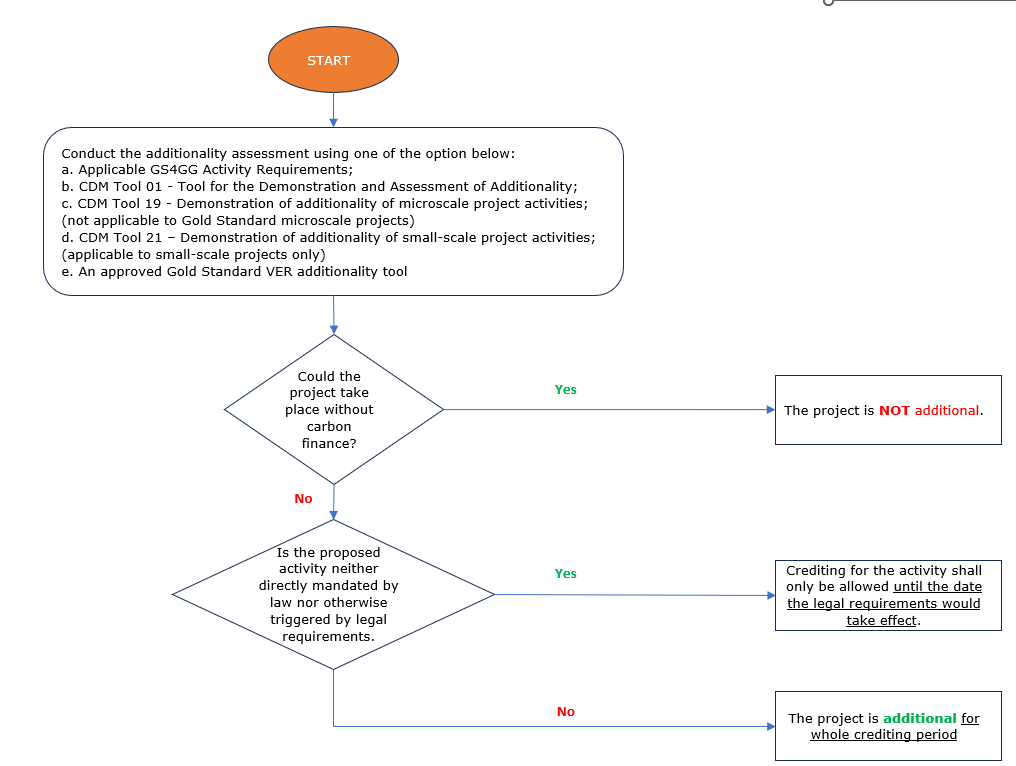 START
Conduct the additionality assessment using one of the option below:
a. Applicable GS4GG Activity Requirements;
b. CDM Tool 01 - Tool for the Demonstration and Assessment of Additionality;
c. CDM Tool 19 - Demonstration of additionality of microscale project activities;
(not applicable to Gold Standard microscale projects)
d. CDM Tool 21 – Demonstration of additionality of small-scale project activities;
(applicable to small-scale projects only)
e. An approved Gold Standard VER additionality tool
Could the
project take
place without
carbon
finance?
Yes
The project is NOT additional.
No
Is the proposed
activity neither
directly mandated by
law nor otherwise
triggered by legal
requirements.
Yes
Crediting for the activity shall
only be allowed until the date
the legal requirements would
take effect.
No
The project is additional for
whole crediting period